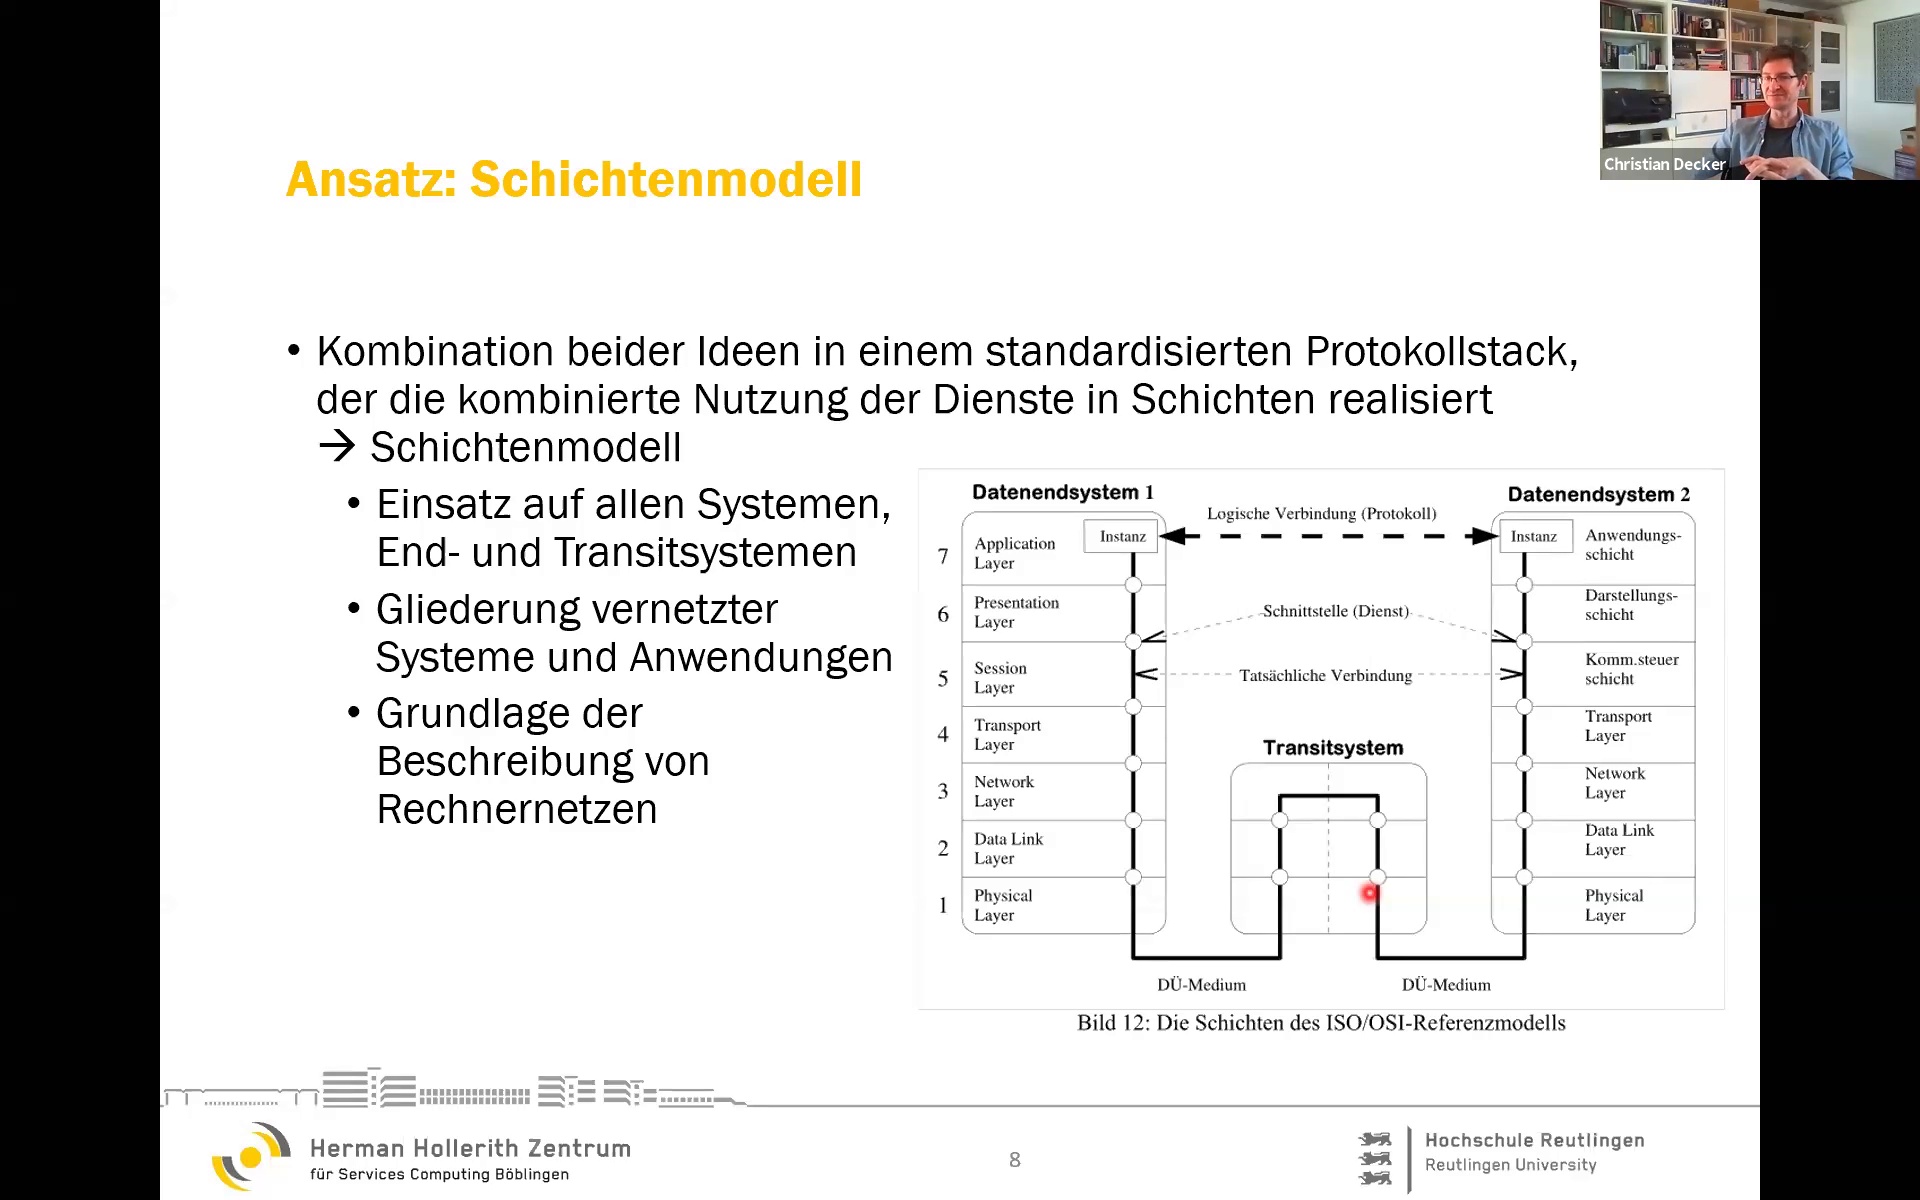 Christian Decker
Ansatz: Schichtenmodell
• Kombination beider Ideen in einem standardisierten Protokollstack,
der die kombinierte Nutzung der Dienste in Schichten realisiert
→ Schichtenmodell
• Einsatz auf allen Systemen,
End- und Transitsystemen
• Gliederung vernetzter
Systeme und Anwendungen
• Grundlage der
Beschreibung von
Rechnernetzen
Datenendsystem 1
Datenendsystem 2
Logische Verbindung (Protokoll)
7
Application
Layer
Instanz
Instanz
Anwendungs-
schicht
6
Presentation
Layer
Schnittstelle (Dienst)
Darstellungs-
schicht
5
Session
Layer
Tatsächliche Verbindung
Komm.steuer
schicht
4
Transport
Layer
Transport
Layer
Transitsystem
3
Network
Layer
Network
Layer
2
Data Link
Layer
Data Link
Layer
1
Physical
Layer
Physical
Layer
DÜ-Medium
DÜ-Medium
Bild 12: Die Schichten des ISO/OSI-Referenzmodells
Herman Hollerith Zentrum
für Services Computing Böblingen
8
Hochschule Reutlingen
Reutlingen University